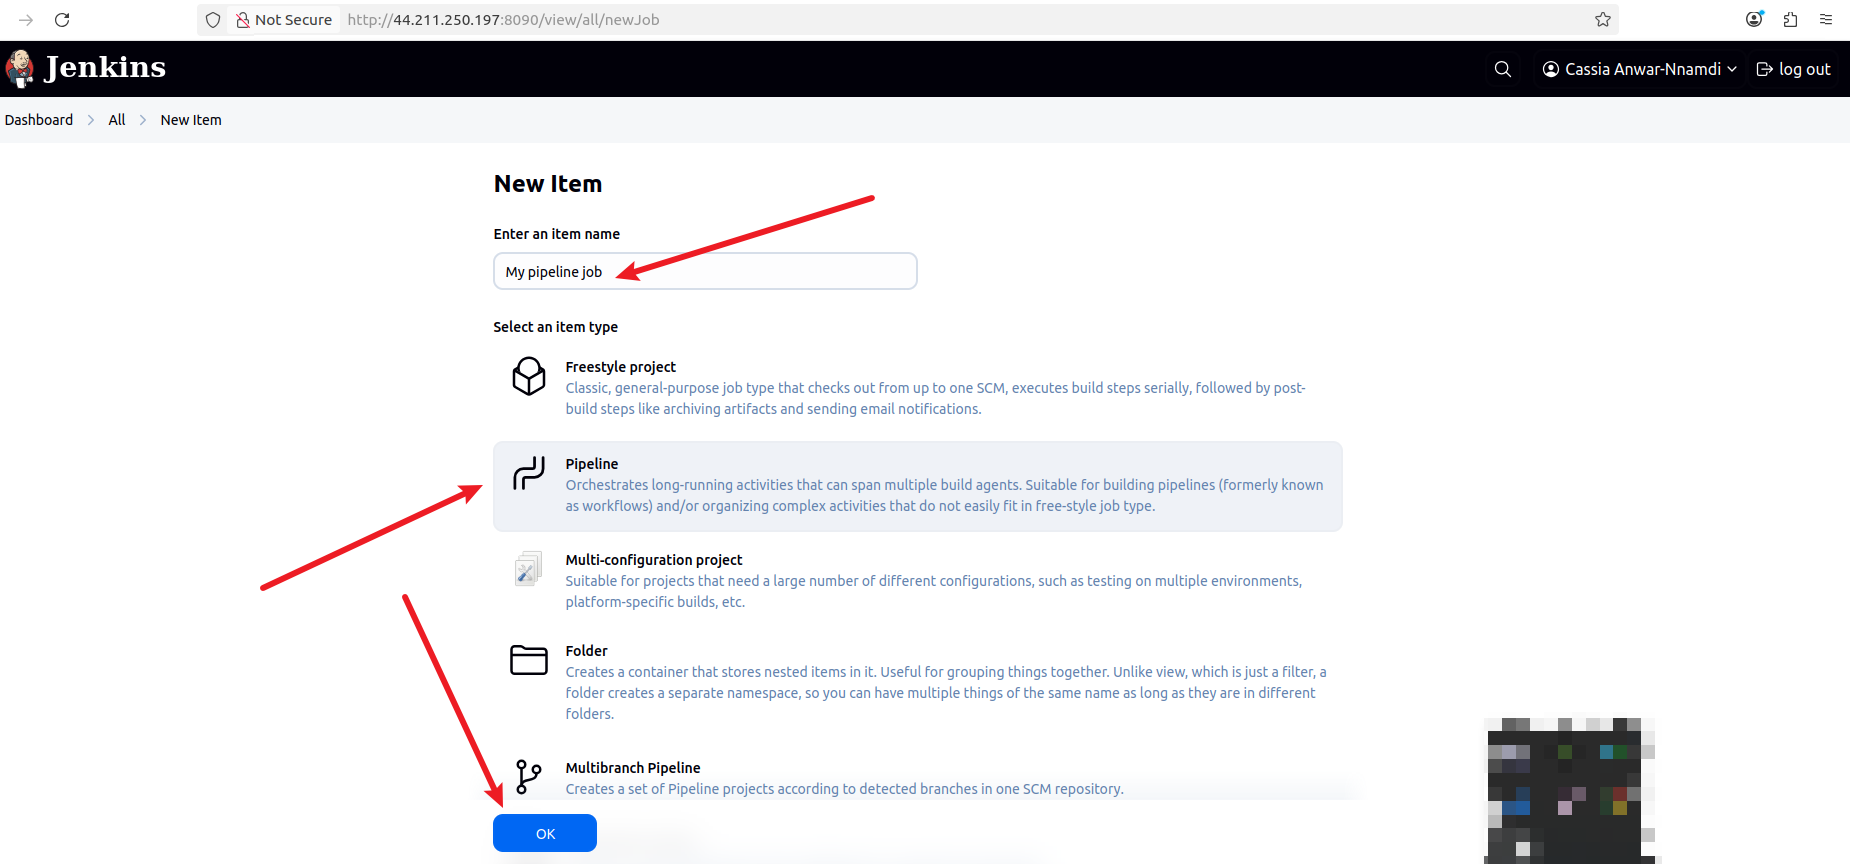 Not Secure http://44.211.250.197:8090/view/all/newJob
Jenkins
Cassia Anwar-Nnamdi log out
Dashboard All New Item
New Item
Enter an item name
My pipeline job
Select an item type
Freestyle project
Classic, general-purpose job type that checks out from up to one SCM, executes build steps serially, followed by post-
build steps like archiving artifacts and sending email notifications.
Pipeline
Orchestrates long-running activities that can span multiple build agents. Suitable for building pipelines (formerly known
as workflows) and/or organizing complex activities that do not easily fit in free-style job type.
Multi-configuration project
Suitable for projects that need a large number of different configurations, such as testing on multiple environments,
platform-specific builds, etc.
Folder
Creates a container that stores nested items in it. Useful for grouping things together. Unlike view, which is just a filter, a
folder creates a separate namespace, so you can have multiple things of the same name as long as they are in different
folders.
Multibranch Pipeline
Creates a set of Pipeline projects according to detected branches in one SCM repository.
OK